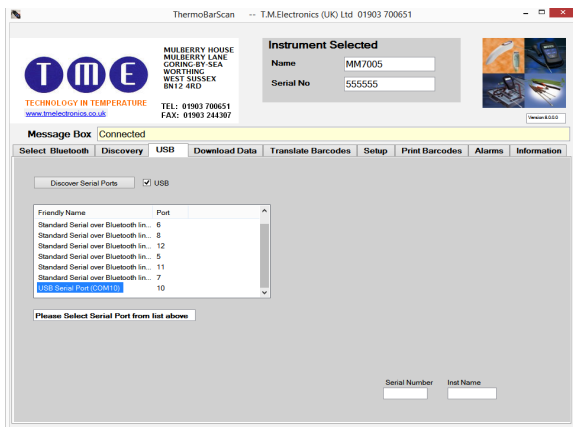 ThermoBarScan -- T.M.Electronics (UK) Ltd 01903 700651
TME
TECHNOLOGY IN TEMPERATURE
www.tmelectronics.co.uk
MULBERRY HOUSE
MULBERRY LANE
GORING-BY-SEA
WORTHING
WEST SUSSEX
BN12 4RD
TEL: 01903 700651
FAX: 01903 244307
Instrument Selected
Name MM7005
Serial No 555555
Version 8.0.0.0
Message Box Connected
Select Bluetooth Discovery USB Download Data Translate Barcodes Setup Print Barcodes Alarms Information
Discover Serial Ports USB
Friendly Name Port
Standard Serial over Bluetooth lin... 6
Standard Serial over Bluetooth lin... 8
Standard Serial over Bluetooth lin... 12
Standard Serial over Bluetooth lin... 5
Standard Serial over Bluetooth lin... 11
Standard Serial over Bluetooth lin... 7
USB Serial Port (COM10) 10
Please Select Serial Port from list above
Serial Number Inst Name